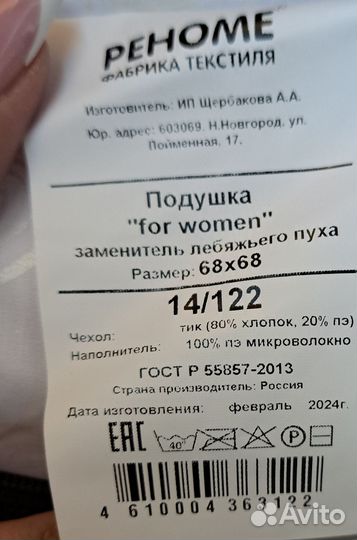 РЕНОМЕ®
ФАБРИКА ТЕКСТИЛЯ
Изготовитель: ИП Щербакова А.А.
Юр. адрес: 603069. Н.Новгород. ул.
Пойменная, 17.
Подушка
"for women"
заменитель лебяжьего пуха
Размер: 68х68
14/122
Чехол: тик (80% хлопок, 20% пэ)
Наполнитель: 100% пэ микроволокно
ГОСТ Р 55857-2013
Страна производитель: Россия
Дата изготовления: февраль 2024г.
EAC 40° P
4 610004 363122
Avito